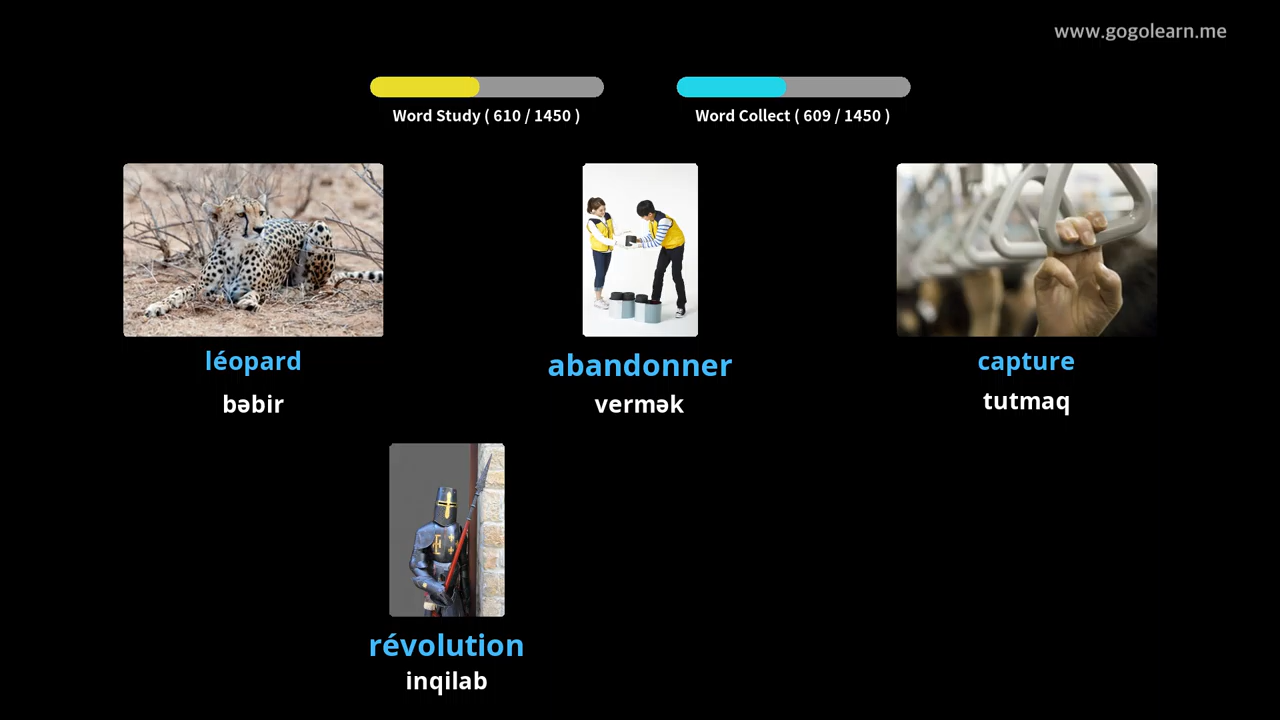 www.gogolearn.me
Word Study ( 610 / 1450 )
Word Collect ( 609 / 1450 )
léopard
bəbir
abandonner
vermək
capture
tutmaq
révolution
inqilab